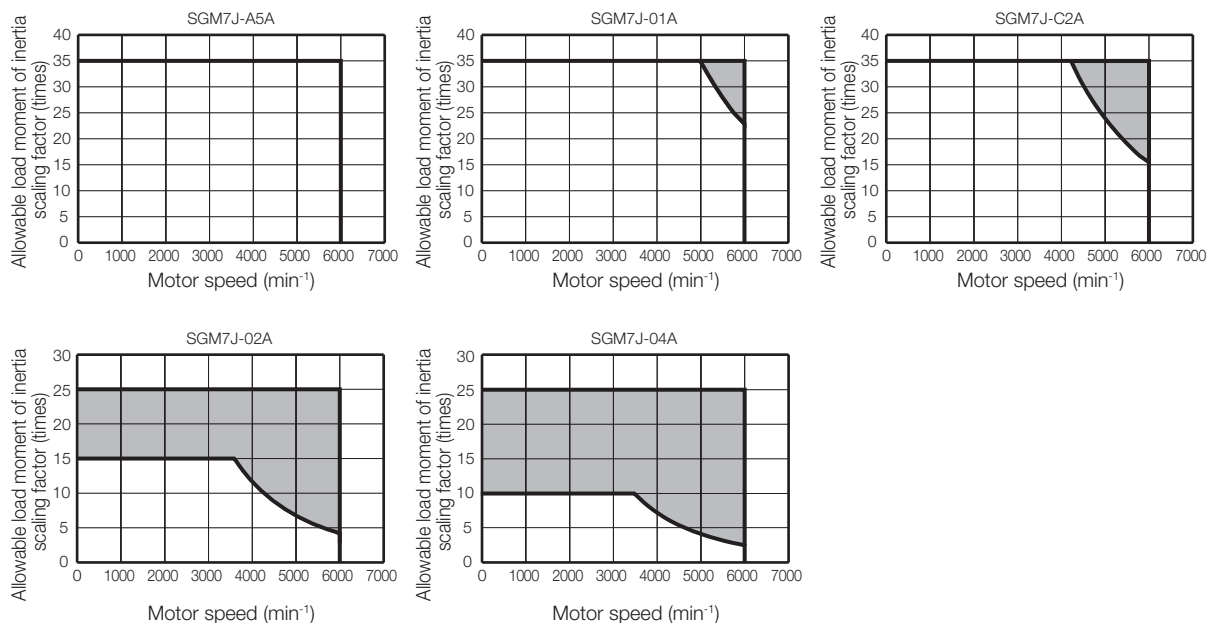 SGM7J-A5A
Allowable load moment of inertia
scaling factor (times)
40
35
30
25
20
15
10
5
0
0 1000 2000 3000 4000 5000 6000 7000
Motor speed (min-1)
SGM7J-01A
Allowable load moment of inertia
scaling factor (times)
40
35
30
25
20
15
10
5
0
0 1000 2000 3000 4000 5000 6000 7000
Motor speed (min-1)
SGM7J-C2A
Allowable load moment of inertia
scaling factor (times)
40
35
30
25
20
15
10
5
0
0 1000 2000 3000 4000 5000 6000 7000
Motor speed (min-1)
SGM7J-02A
Allowable load moment of inertia
scaling factor (times)
30
25
20
15
10
5
0
0 1000 2000 3000 4000 5000 6000 7000
Motor speed (min-1)
SGM7J-04A
Allowable load moment of inertia
scaling factor (times)
30
25
20
15
10
5
0
0 1000 2000 3000 4000 5000 6000 7000
Motor speed (min-1)